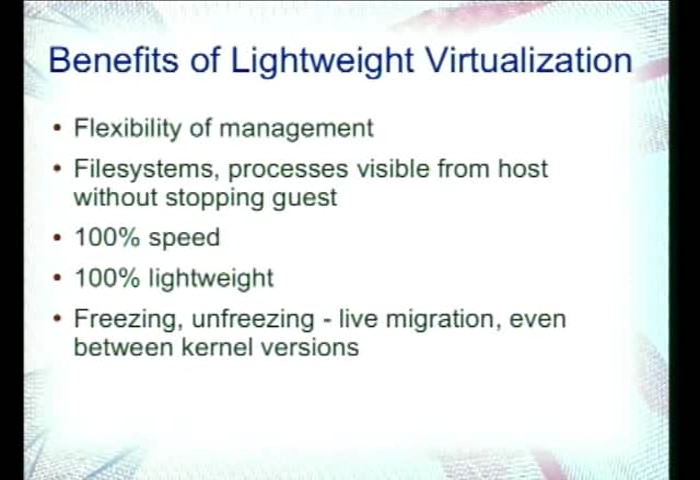 Benefits of Lightweight Virtualization
• Flexibility of management
• Filesystems, processes visible from host
without stopping guest
• 100% speed
• 100% lightweight
• Freezing, unfreezing - live migration, even
between kernel versions